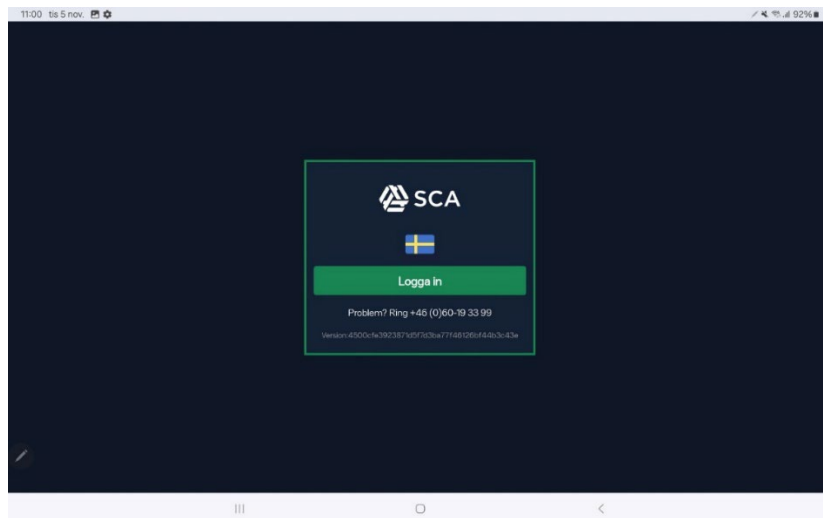 11:00 tis 5 nov.
92%
SCA
Logga in
Problem? Ring +46 (0)60-19 33 99